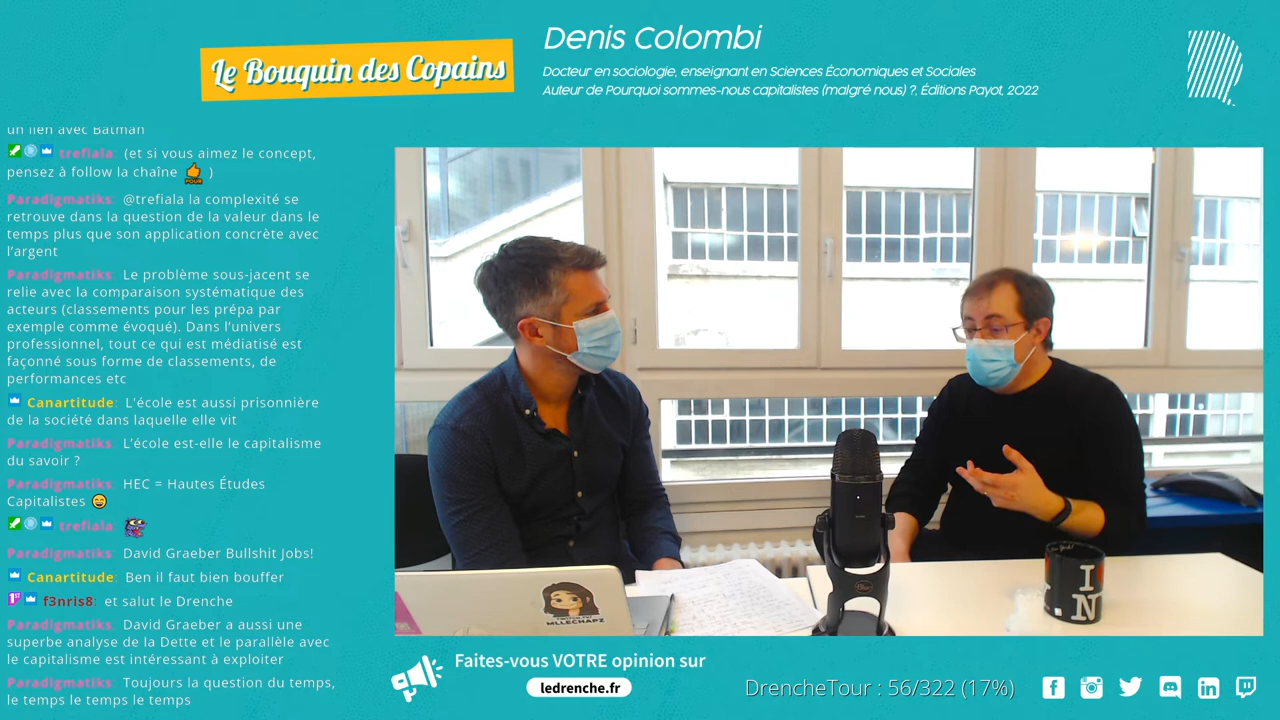 Le Bouquin des Copains
Denis Colombi
Docteur en sociologie, enseignant en Sciences Économiques et Sociales
Auteur de Pourquoi sommes-nous capitalistes (malgré nous) ?, Éditions Payot, 2022
un lien avec Batman
trefiala: (et si vous aimez le concept,
pensez à follow la chaîne POUR )
Paradigmatiks: @trefiala la complexité se
retrouve dans la question de la valeur dans le
temps plus que son application concrète avec
l'argent
Paradigmatiks: Le problème sous-jacent se
relie avec la comparaison systématique des
acteurs (classements pour les prépa par
exemple comme évoqué). Dans l'univers
professionnel, tout ce qui est médiatisé est
façonné sous forme de classements, de
performances etc
Canartitude: L'école est aussi prisonnière
de la société dans laquelle elle vit
Paradigmatiks: L'école est-elle le capitalisme
du savoir ?
Paradigmatiks: HEC = Hautes Études
Capitalistes
trefiala:
Paradigmatiks: David Graeber Bullshit Jobs!
Canartitude: Ben il faut bien bouffer
1ST f3nris8: et salut le Drenche
Paradigmatiks: David Graeber a aussi une
superbe analyse de la Dette et le parallèle avec
le capitalisme est intéressant à exploiter
Paradigmatiks: Toujours la question du temps,
le temps le temps le temps
MLLECHAPZ
I
N
Faites-vous VOTRE opinion sur
ledrenche.fr
DrencheTour : 56/322 (17%)